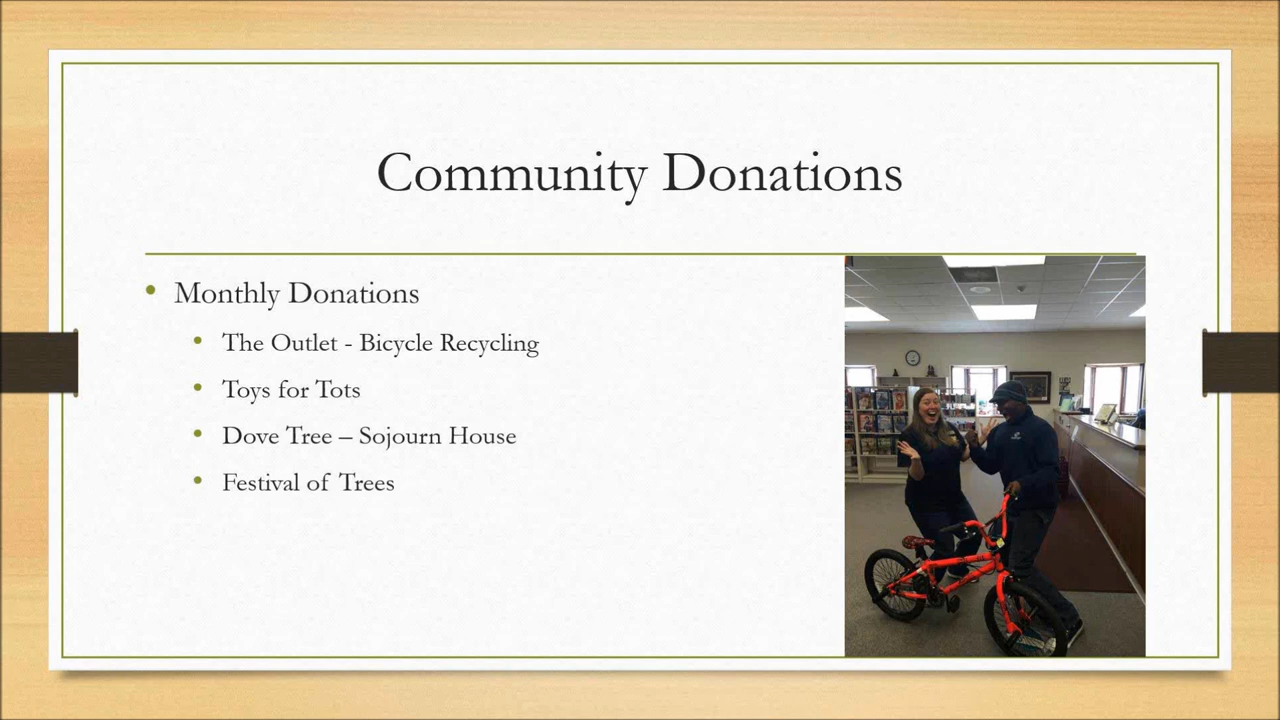 Community Donations
Monthly Donations
The Outlet - Bicycle Recycling
Toys for Tots
Dove Tree – Sojourn House
Festival of Trees